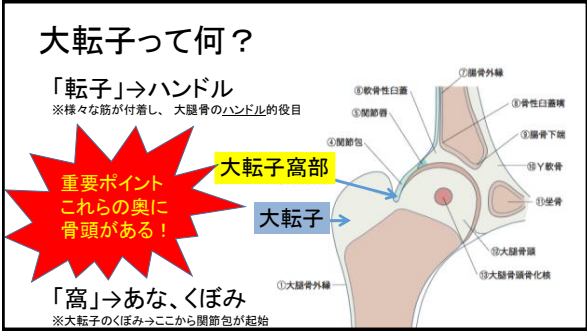 大転子って何？
「転子」→ハンドル
※様々な筋が付着し、 大腿骨のハンドル的役目
重要ポイント
これらの奥に
骨頭がある！
大転子窩部
大転子
「窩」→あな、くぼみ
※大転子のくぼみ→ここから関節包が起始
⑦腸骨外縁
⑥軟骨性臼蓋
⑧骨性臼蓋嘴
⑤関節唇
⑨腸骨下端
④関節包
⑩Y軟骨
⑪坐骨
⑫大腿骨頭
⑬大腿骨頭骨化核
①大腿骨外縁